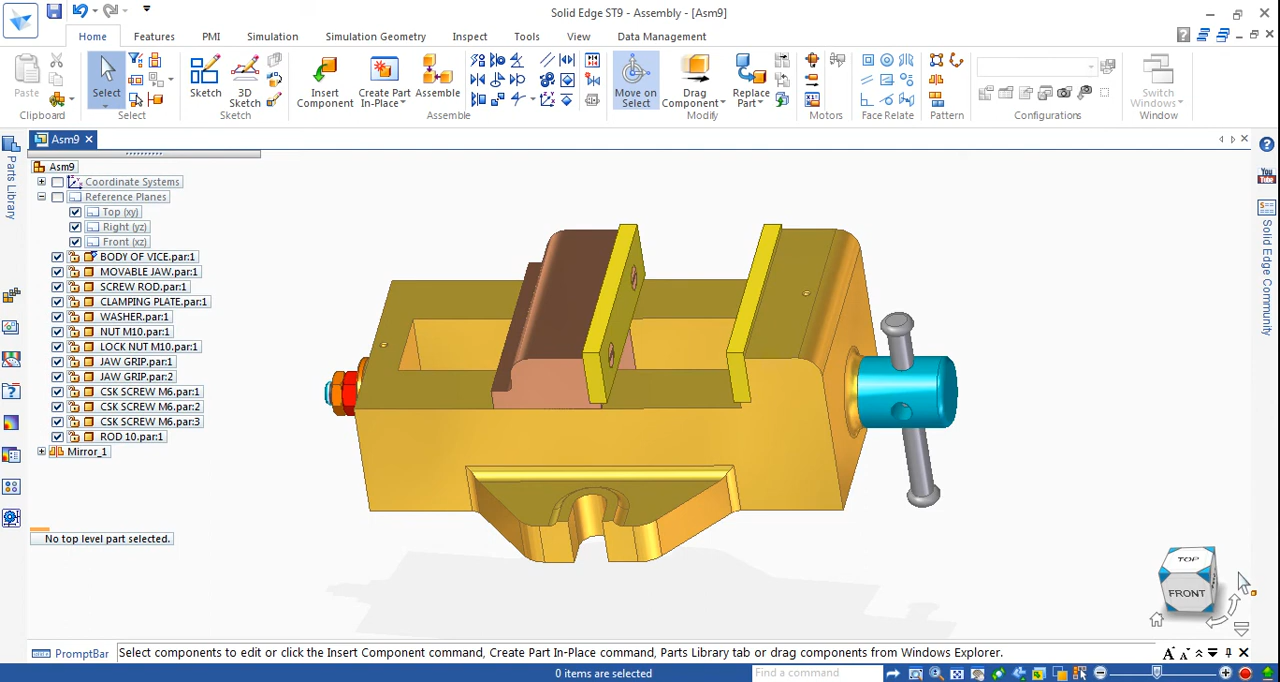 Solid Edge ST9 - Assembly - [Asm9]
Home Features PMI Simulation Simulation Geometry Inspect Tools View Data Management
Paste
Select
Sketch
3D Sketch
Insert Component
Create Part In-Place
Assemble
Move on Select
Drag Component
Replace Part
Switch Windows
Clipboard Select Sketch Assemble Modify Motors Face Relate Pattern Configurations Window
Asm9
Parts Library
Asm9
Coordinate Systems
Reference Planes
Top (xy)
Right (yz)
Front (xz)
BODY OF VICE.par:1
MOVABLE JAW.par:1
SCREW ROD.par:1
CLAMPING PLATE.par:1
WASHER.par:1
NUT M10.par:1
LOCK NUT M10.par:1
JAW GRIP.par:1
JAW GRIP.par:2
CSK SCREW M6.par:1
CSK SCREW M6.par:2
CSK SCREW M6.par:3
ROD 10.par:1
Mirror_1
No top level part selected.
You Tube
Solid Edge Community
TOP
FRONT
PromptBar Select components to edit or click the Insert Component command, Create Part In-Place command, Parts Library tab or drag components from Windows Explorer.
0 items are selected
Find a command